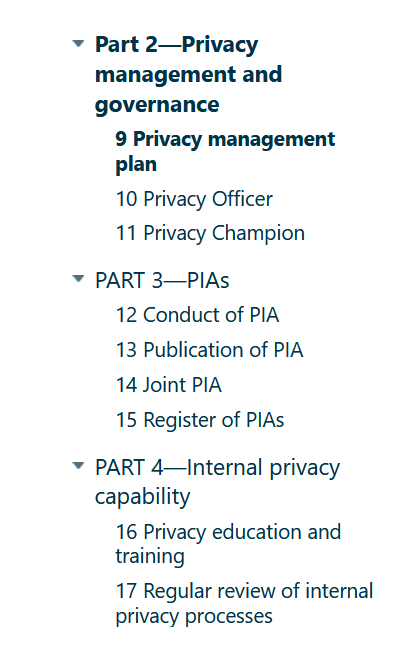 Part 2—Privacy
management and
governance
9 Privacy management
plan
10 Privacy Officer
11 Privacy Champion
PART 3—PIAs
12 Conduct of PIA
13 Publication of PIA
14 Joint PIA
15 Register of PIAs
PART 4—Internal privacy
capability
16 Privacy education and
training
17 Regular review of internal
privacy processes